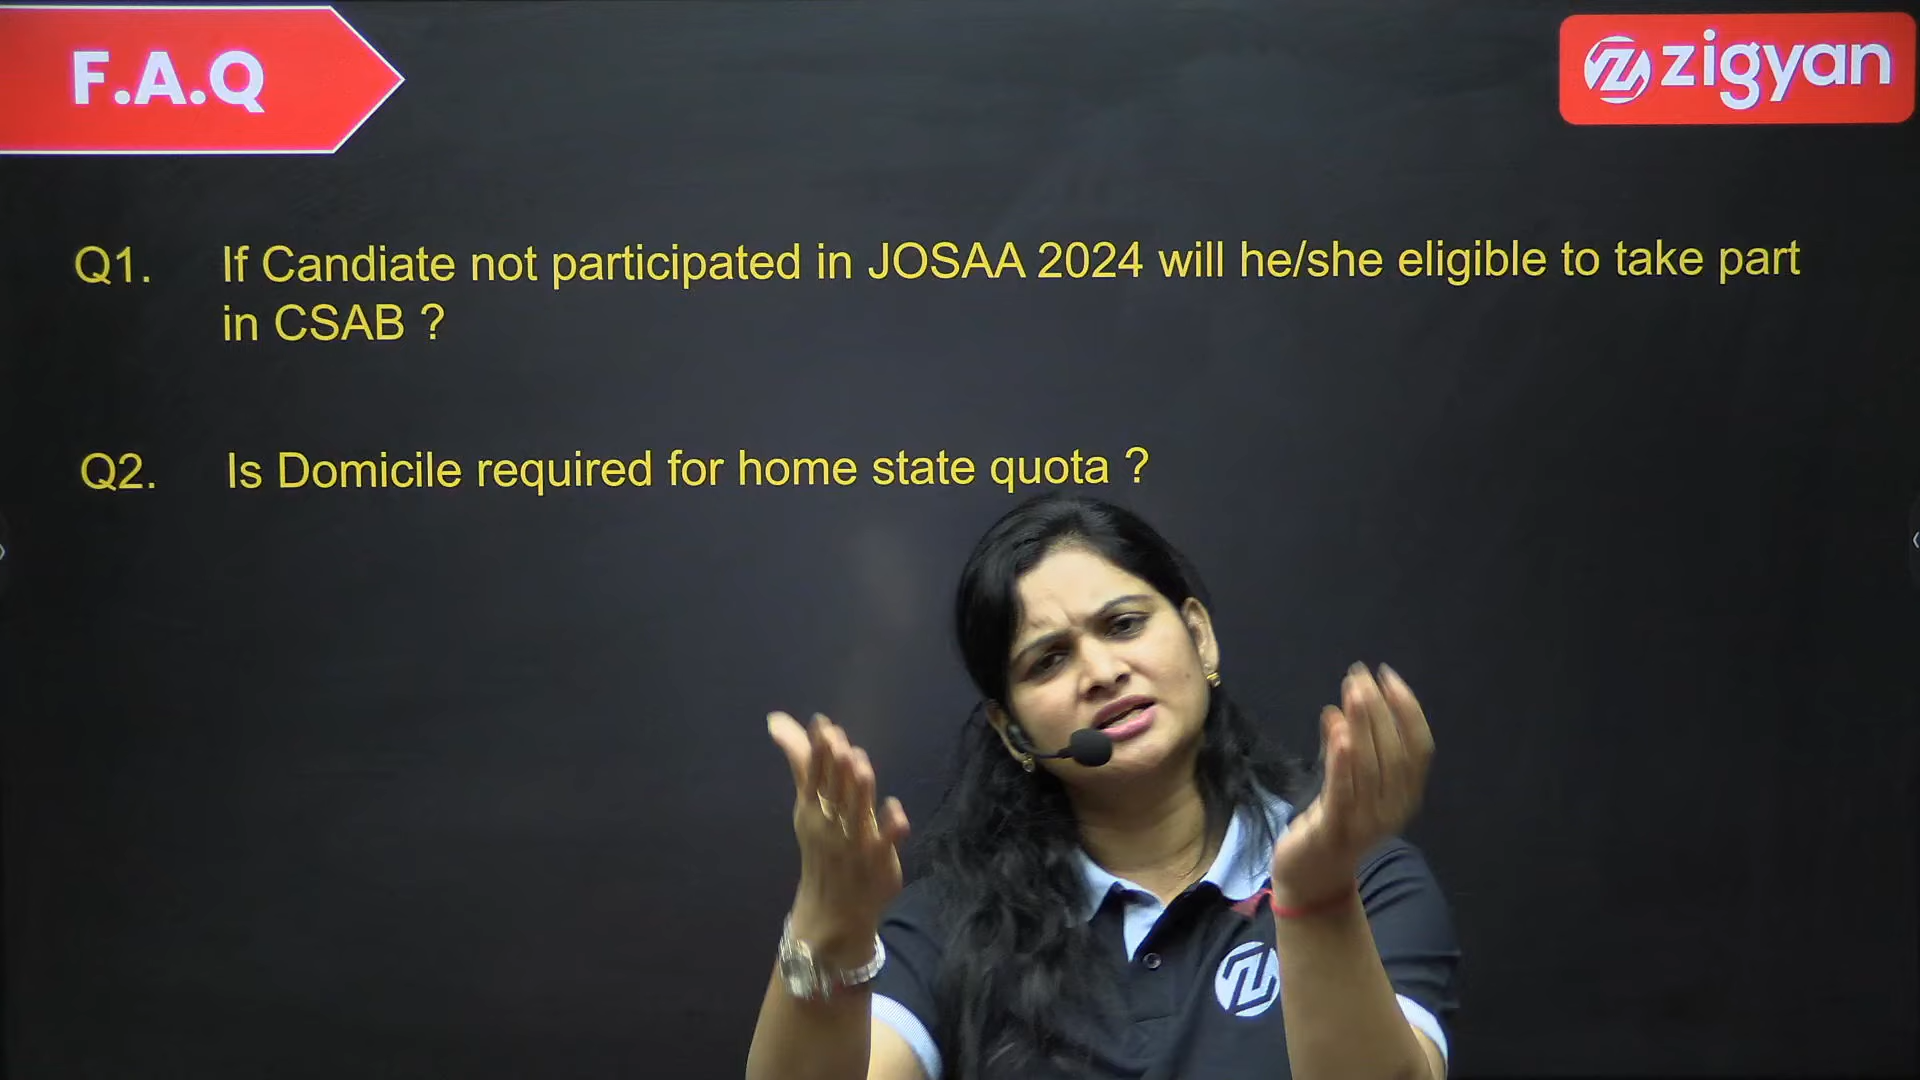 F.A.Q
zigyan
Q1. If Candiate not participated in JOSAA 2024 will he/she eligible to take part
in CSAB ?
Q2. Is Domicile required for home state quota ?